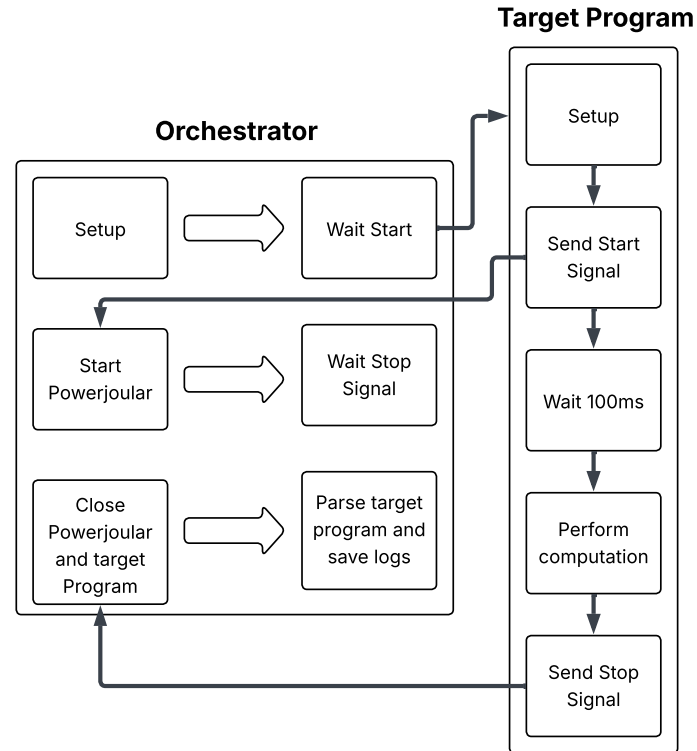 Target Program
Setup
Send Start
Signal
Wait 100ms
Perform
computation
Send Stop
Signal
Orchestrator
Setup
Wait Start
Start
Powerjoular
Wait Stop
Signal
Close
Powerjoular
and target
Program
Parse target
program and
save logs